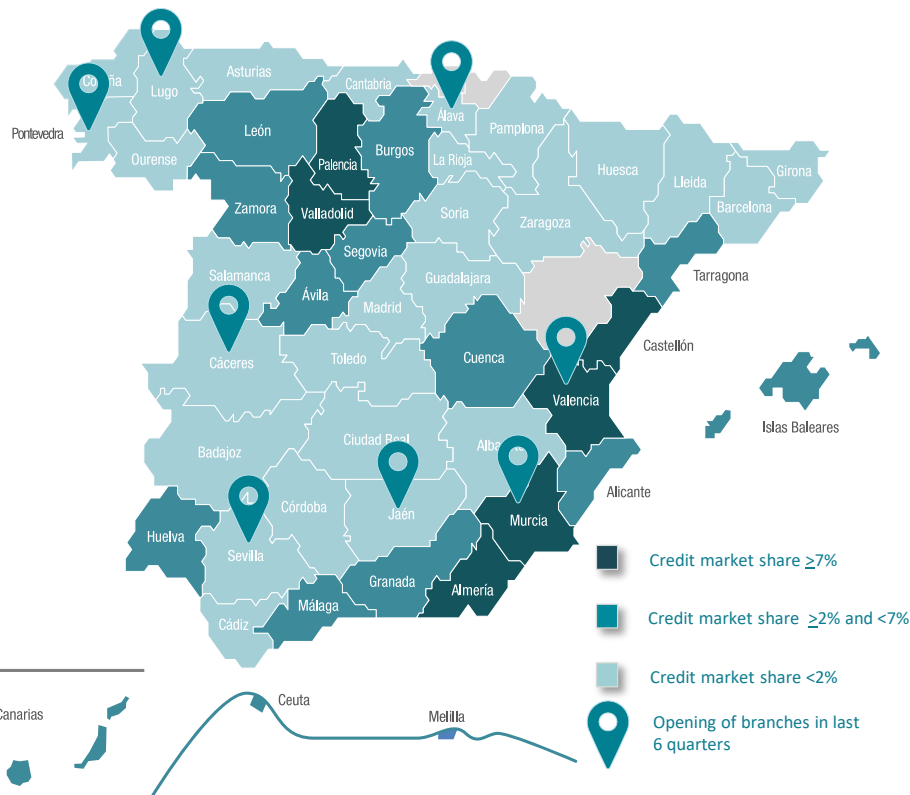 Asturias
Cantabria
Lugo
Álava
Pamplona
Pontevedra
León
Burgos
Ourense
Palencia
La Rioja
Huesca
Lleida
Girona
Zamora
Valladolid
Soria
Zaragoza
Barcelona
Segovia
Salamanca
Guadalajara
Tarragona
Ávila
Madrid
Castellón
Cáceres
Toledo
Cuenca
Valencia
Islas Baleares
Badajoz
Ciudad Real
Alicante
Córdoba
Jaén
Murcia
Huelva
Sevilla
Granada
Almería
Málaga
Cádiz
Credit market share ≥7%
Credit market share ≥2% and <7%
Credit market share <2%
Opening of branches in last
6 quarters
Canarias
Ceuta
Melilla